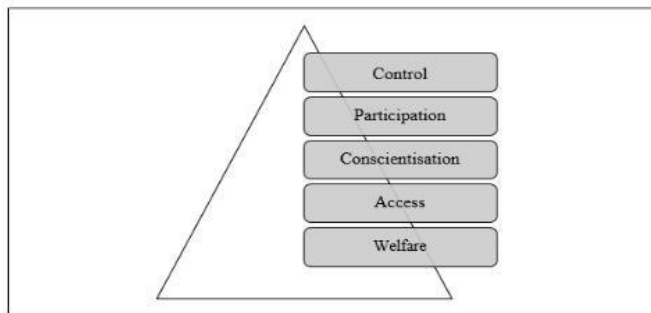 Control
Participation
Conscientisation
Access
Welfare